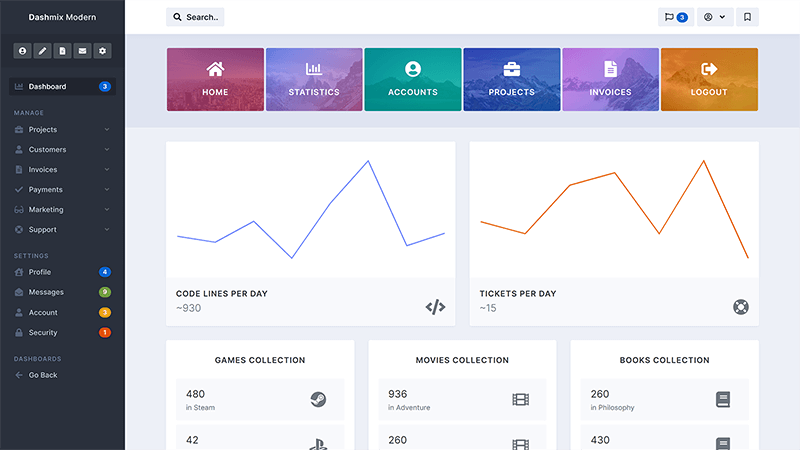 Dashmix Modern
Search..
3
Dashboard
3
MANAGE
Projects
Customers
Invoices
Payments
Marketing
Support
SETTINGS
Profile
4
Messages
9
Account
3
Security
1
DASHBOARDS
Go Back
HOME
STATISTICS
ACCOUNTS
PROJECTS
INVOICES
LOGOUT
CODE LINES PER DAY
~930
TICKETS PER DAY
~15
GAMES COLLECTION
480
in Steam
42
MOVIES COLLECTION
936
in Adventure
260
BOOKS COLLECTION
260
in Philosophy
430